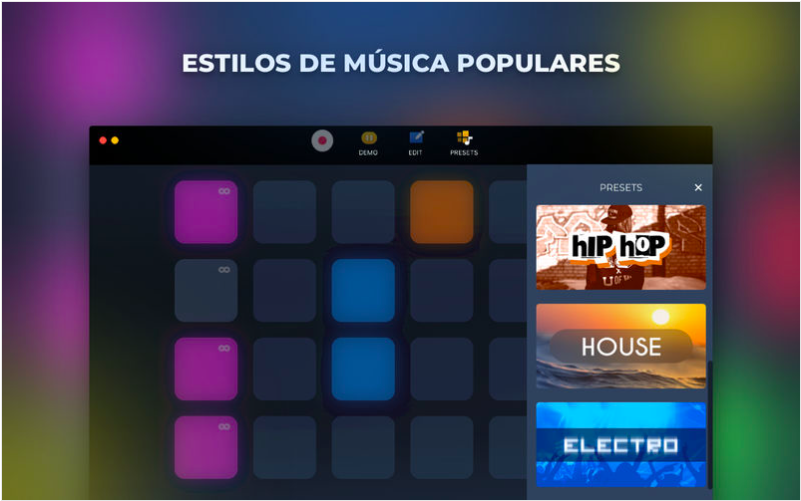 ESTILOS DE MÚSICA POPULARES
DEMO
EDIT
PRESETS
PRESETS
HIP HOP
HOUSE
ELECTRO